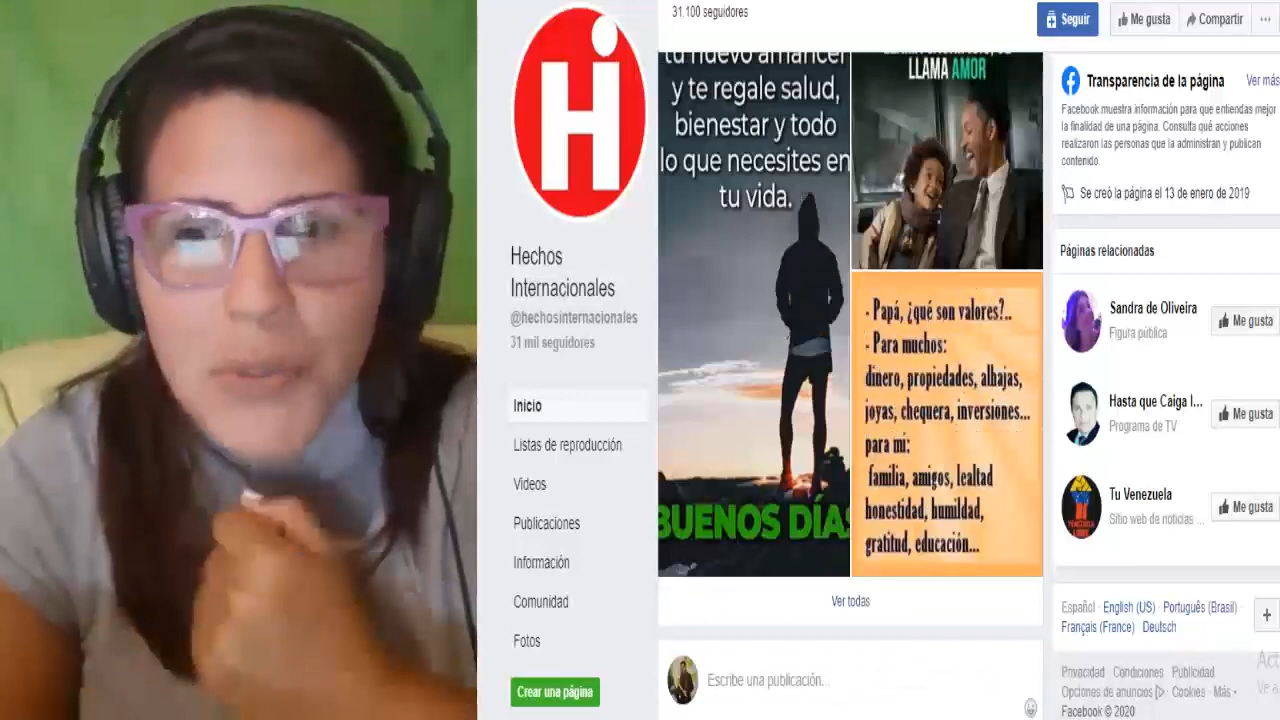 Hi
Hechos
Internacionales
@hechosinternacionales
31 mil seguidores
Inicio
Listas de reproducción
Videos
Publicaciones
Información
Comunidad
Fotos
Crear una página
31.100 seguidores
Seguir
Me gusta
Compartir
tu nuevo amanecer
y te regale salud,
bienestar y todo
lo que necesites en
tu vida.
BUENOS DÍAS
LLAMA AMOR
- Papá, ¿qué son valores?..
- Para muchos:
dinero, propiedades, alhajas,
joyas, chequera, inversiones...
para mi:
familia, amigos, lealtad
honestidad, humildad,
gratitud, educación...
Ver todas
Escribe una publicación...
Transparencia de la página
Ver más
Facebook muestra información para que entiendas mejor
la finalidad de una página. Consulta qué acciones
realizaron las personas que la administran y publican
contenido.
Se creó la página el 13 de enero de 2019
Páginas relacionadas
Sandra de Oliveira
Figura pública
Me gusta
Hasta que Caiga l...
Programa de TV
Me gusta
Tu Venezuela
Sitio web de noticias ...
Me gusta
Español · English (US) · Português (Brasil) ·
Français (France) · Deutsch
Privacidad · Condiciones · Publicidad
Opciones de anuncios · Cookies · Más ·
Facebook © 2020